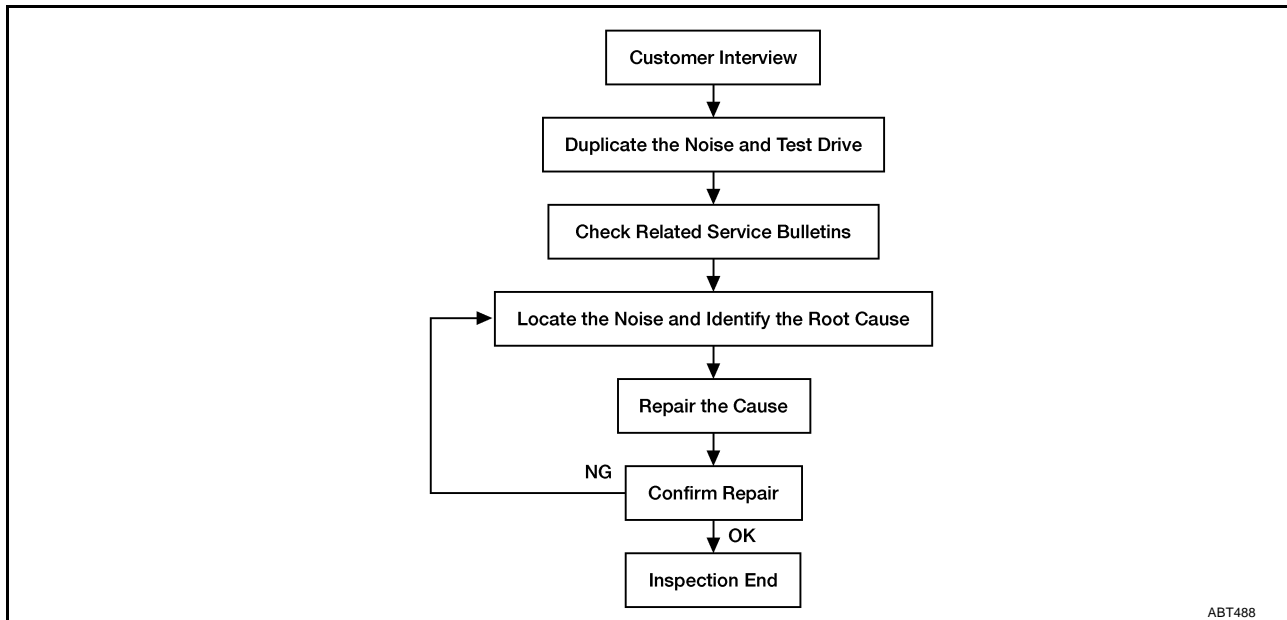 Customer Interview
Duplicate the Noise and Test Drive
Check Related Service Bulletins
Locate the Noise and Identify the Root Cause
Repair the Cause
NG
Confirm Repair
OK
Inspection End
ABT488